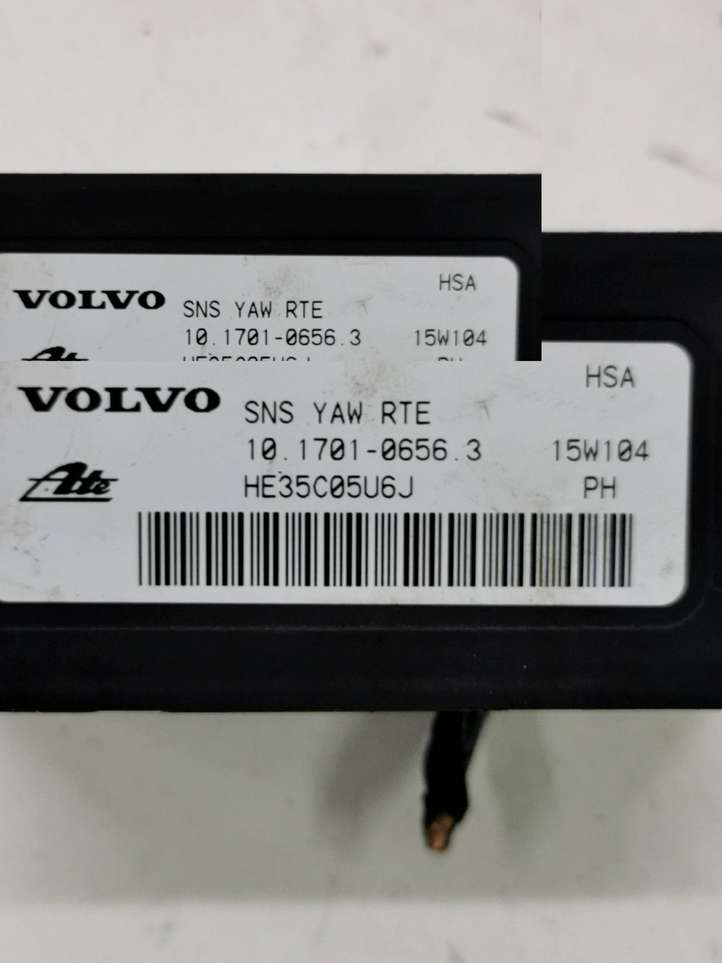 HSA
VOLVO SNS YAW RTE
10.1701-0656.3 15W104
HSA
VOLVO SNS YAW RTE
10.1701-0656.3 15W104
Ate HE35C05U6J PH